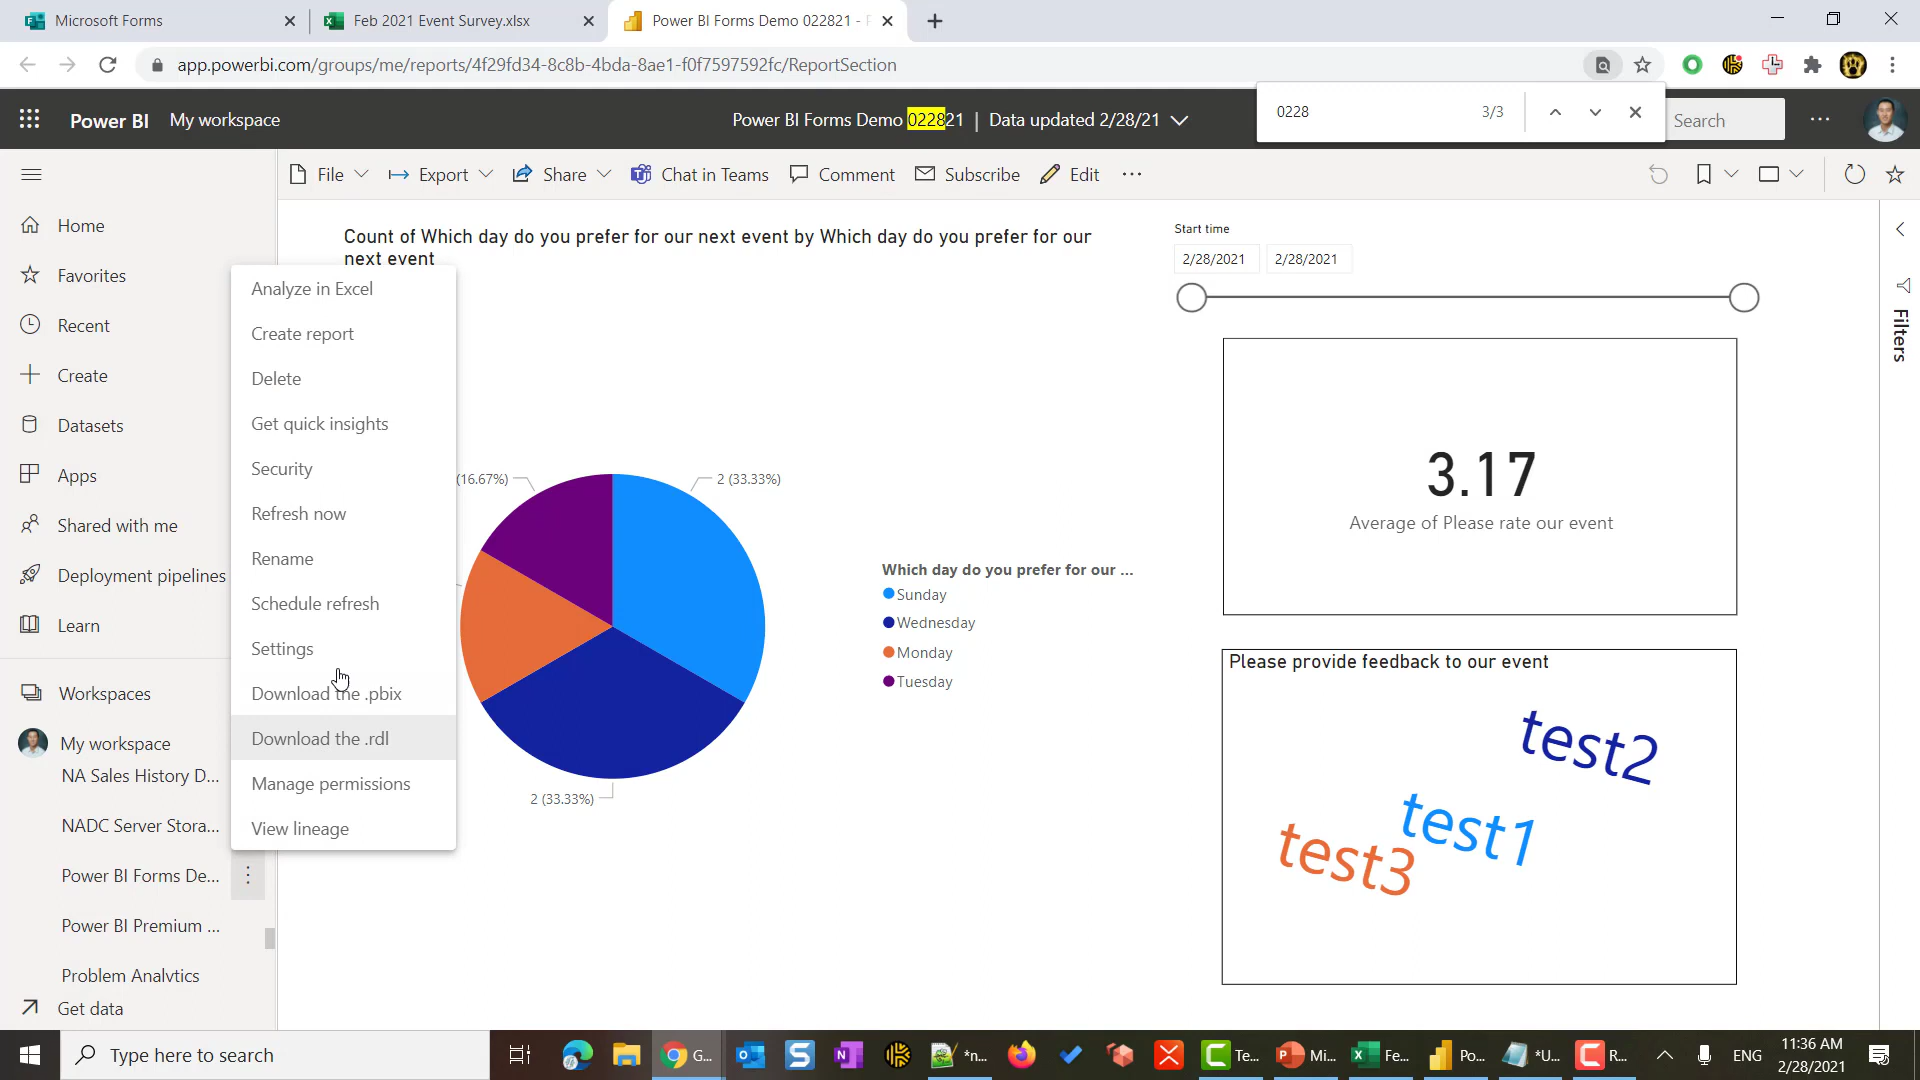 Microsoft Forms
Feb 2021 Event Survey.xlsx
Power BI Forms Demo 022821 -
app.powerbi.com/groups/me/reports/4f29fd34-8c8b-4bda-8ae1-f0f7597592fc/ReportSection
Power BI My workspace
Power BI Forms Demo 022821 | Data updated 2/28/21
0228 3/3
Search
File
Export
Share
Chat in Teams
Comment
Subscribe
Edit
Home
Favorites
Recent
Create
Datasets
Apps
Shared with me
Deployment pipelines
Learn
Workspaces
My workspace
NA Sales History D...
NADC Server Stora...
Power BI Forms De...
Power BI Premium ...
Problem Analytics
Get data
Analyze in Excel
Create report
Delete
Get quick insights
Security
Refresh now
Rename
Schedule refresh
Settings
Download the .pbix
Download the .rdl
Manage permissions
View lineage
Count of Which day do you prefer for our next event by Which day do you prefer for our
next event
(16.67%)
2 (33.33%)
2 (33.33%)
Which day do you prefer for our ...
Sunday
Wednesday
Monday
Tuesday
Start time
2/28/2021 2/28/2021
3.17
Average of Please rate our event
Please provide feedback to our event
test2
test1
test3
Filters
Type here to search
G...
*n...
Te...
Mi...
Fe...
Po...
*U...
R...
ENG
11:36 AM
2/28/2021